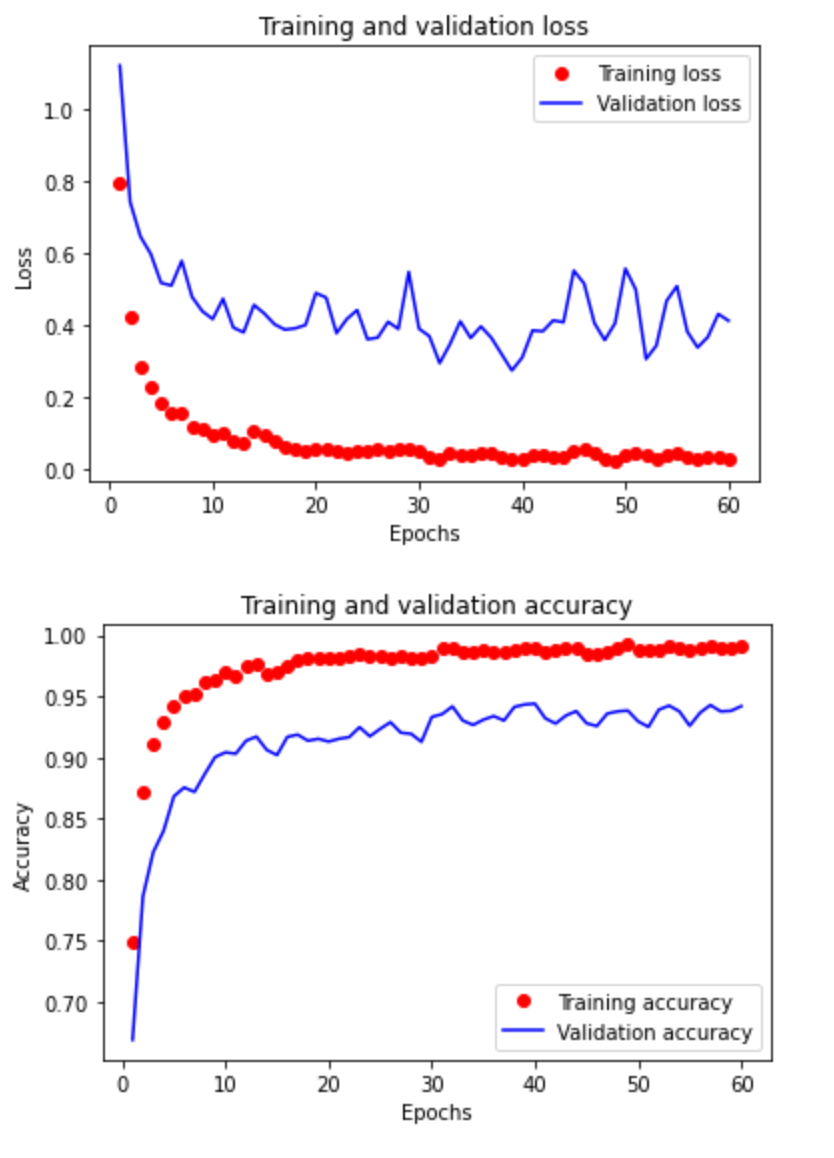 Training and validation loss
Training loss
Validation loss
1.0
0.8
0.6
0.4
0.2
0.0
Loss
0 10 20 30 40 50 60
Epochs
Training and validation accuracy
1.00
0.95
0.90
0.85
0.80
0.75
0.70
Accuracy
Training accuracy
Validation accuracy
0 10 20 30 40 50 60
Epochs